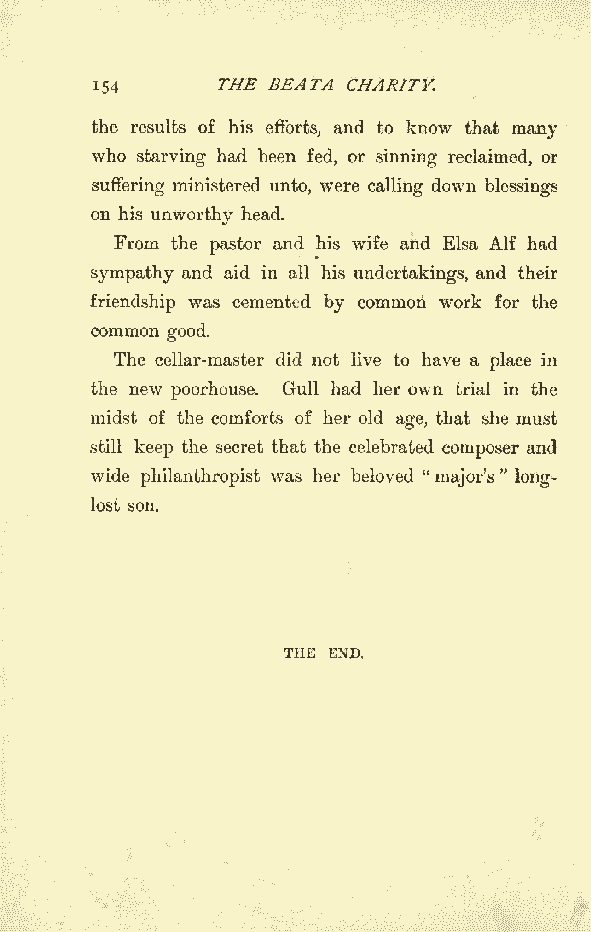 154 THE BEATA CHARITY.
the results of his efforts, and to know that many
who starving had been fed, or sinning reclaimed, or
suffering ministered unto, were calling down blessings
on his unworthy head.
From the pastor and his wife and Elsa Alf had
sympathy and aid in all his undertakings, and their
friendship was cemented by common work for the
common good.
The cellar-master did not live to have a place in
the new poorhouse. Gull had her own trial in the
midst of the comforts of her old age, that she must
still keep the secret that the celebrated composer and
wide philanthropist was her beloved "major's" long-
lost son.
THE END.